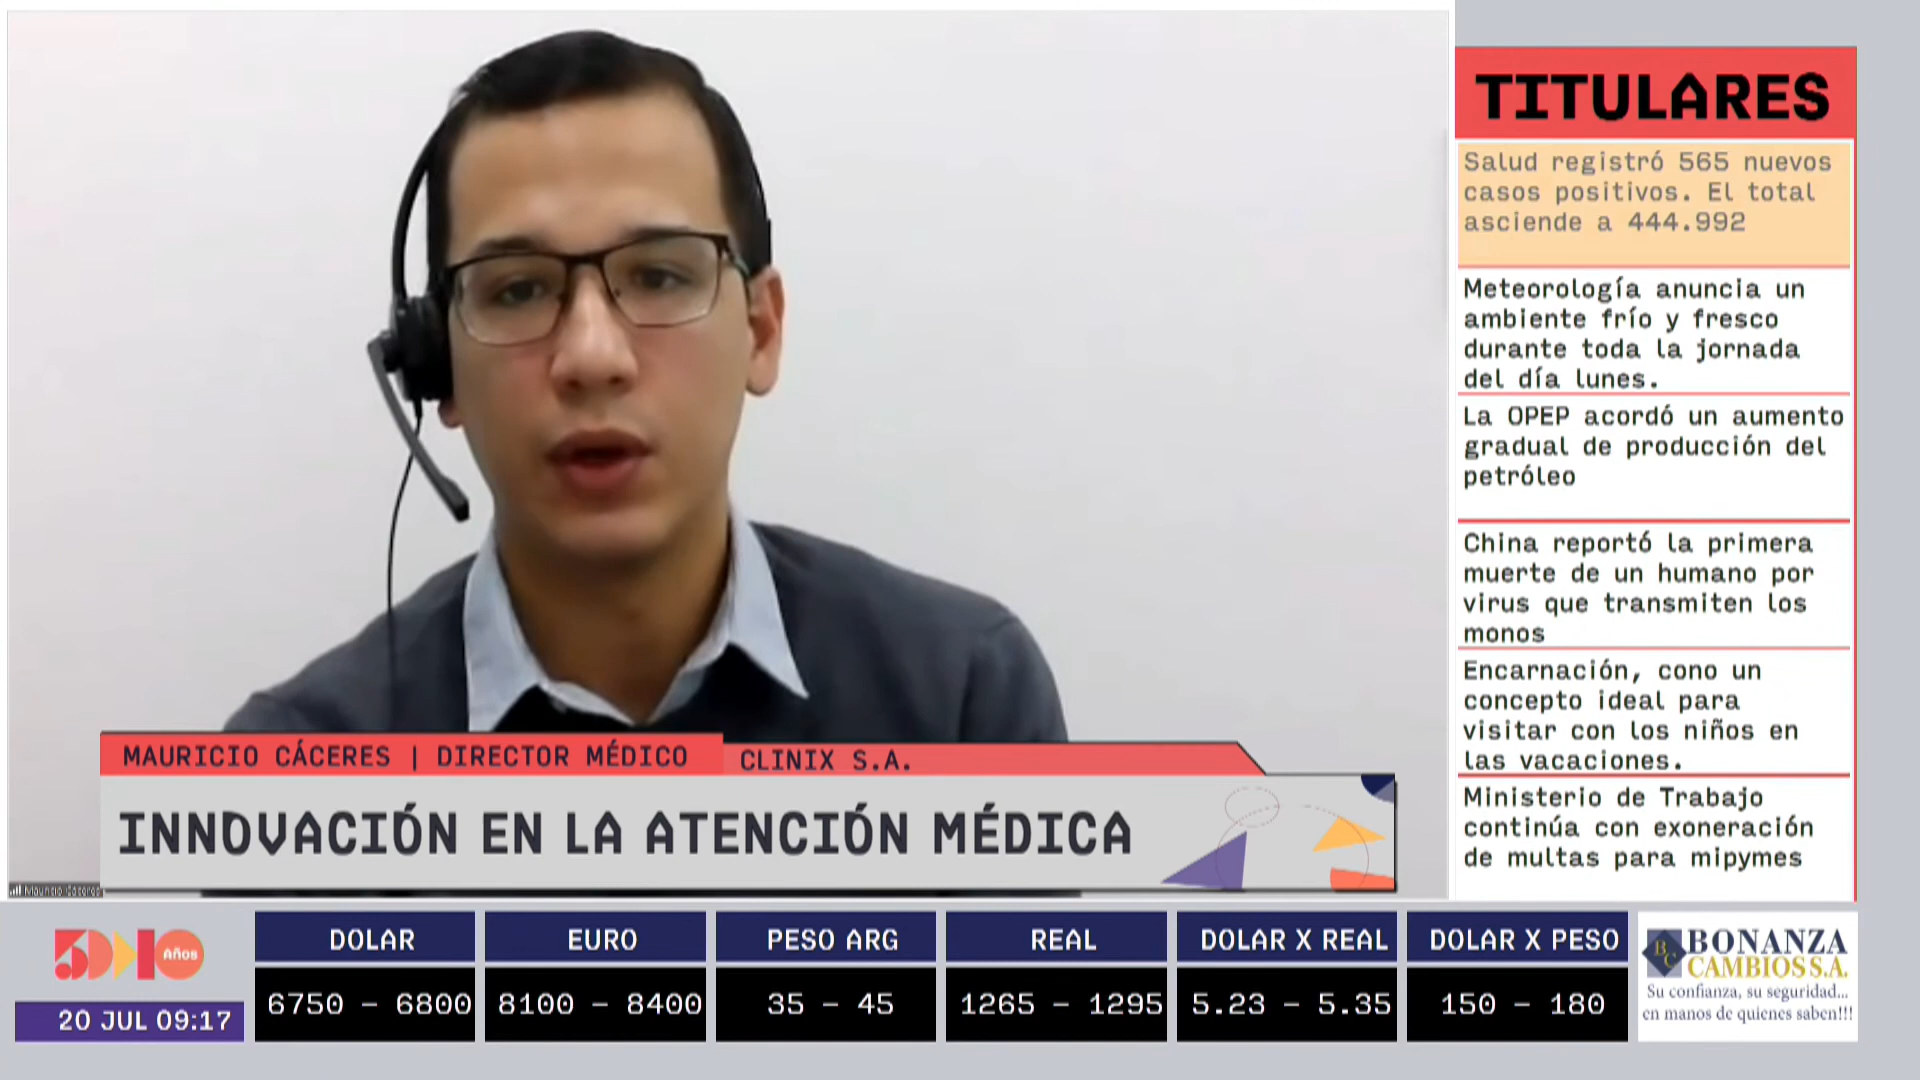 TITULARES
Salud registró 565 nuevos
casos positivos. El total
asciende a 444.992
Meteorología anuncia un
ambiente frío y fresco
durante toda la jornada
del día lunes.
La OPEP acordó un aumento
gradual de producción del
petróleo
China reportó la primera
muerte de un humano por
virus que transmiten los
monos
Encarnación, cono un
concepto ideal para
visitar con los niños en
las vacaciones.
Ministerio de Trabajo
continúa con exoneración
de multas para mipymes
MAURICIO CÁCERES | DIRECTOR MÉDICO
CLINIX S.A.
INNOVACIÓN EN LA ATENCIÓN MÉDICA
Mauricio Cáceres
Años
20 JUL 09:17
DOLAR
6750 - 6800
EURO
8100 - 8400
PESO ARG
35 - 45
REAL
1265 - 1295
DOLAR X REAL
5.23 - 5.35
DOLAR X PESO
150 - 180
BC
BONANZA
CAMBIOS S.A.
Su confianza, su seguridad...
en manos de quienes saben!!!